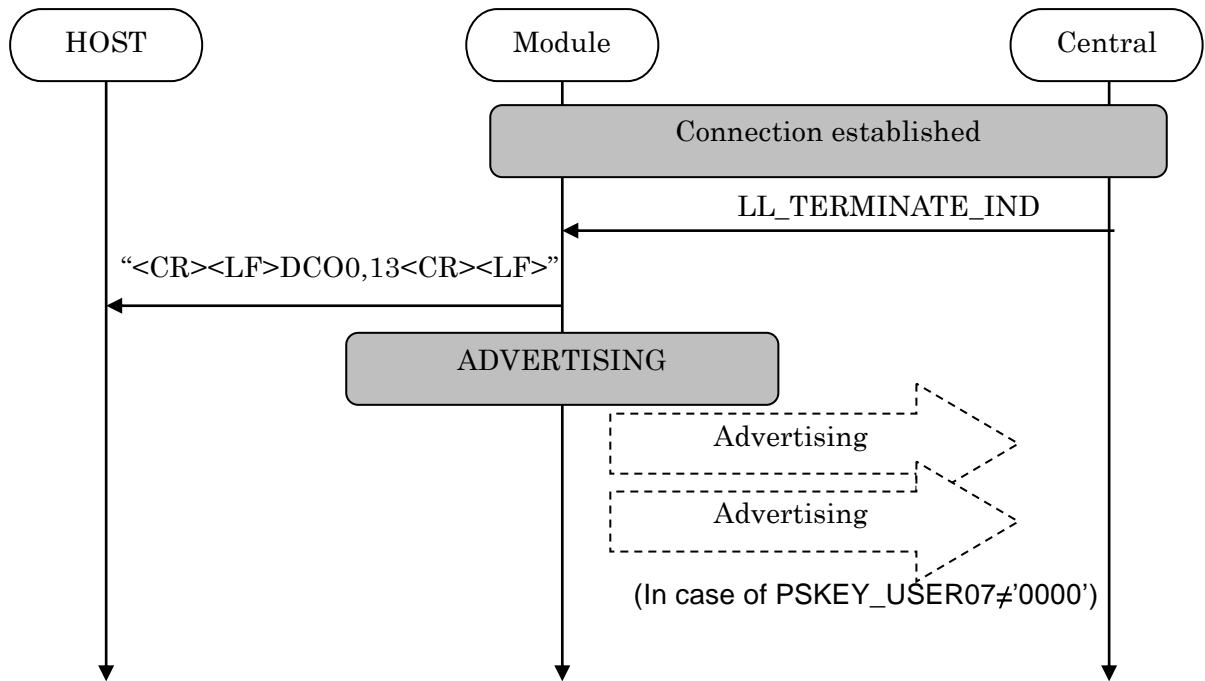 HOST
Module
Central
Connection established
LL_TERMINATE_IND
“<CR><LF>DCO0,13<CR><LF>”
ADVERTISING
Advertising
Advertising
(In case of PSKEY_USER07≠'0000')